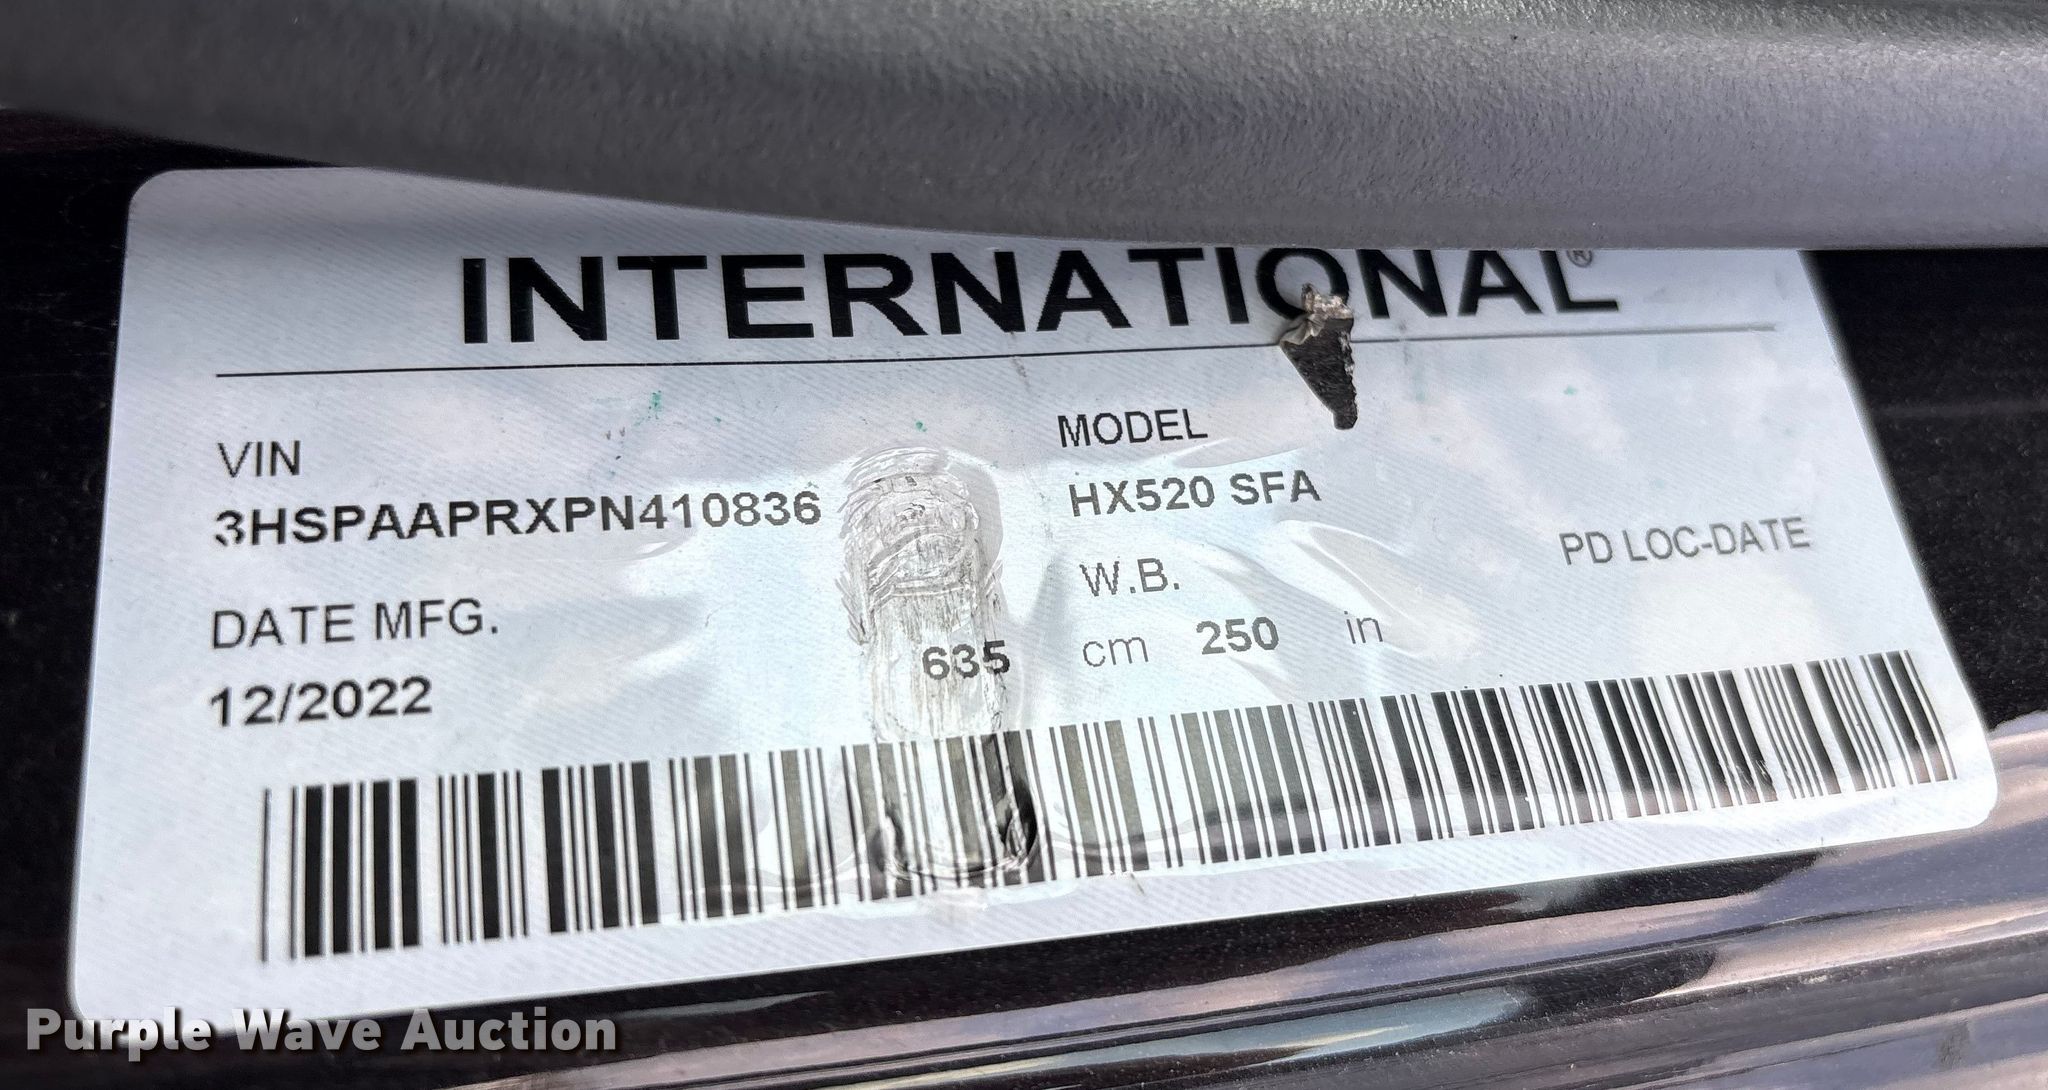 INTERNATIONAL®
VIN
3HSPAAPRXPN410836
MODEL
HX520 SFA
DATE MFG.
12/2022
W.B.
635 cm 250 in
PD LOC-DATE
Purple Wave Auction